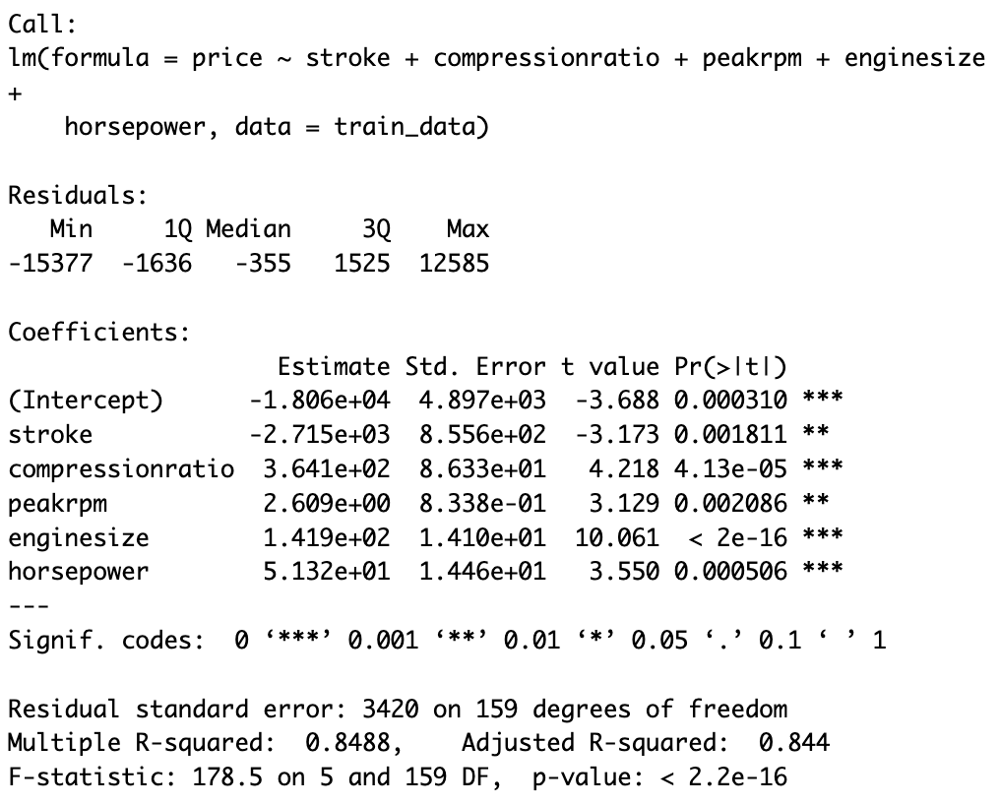 Call:
lm(formula = price ~ stroke + compressionratio + peakrpm + enginesize
+
    horsepower, data = train_data)

Residuals:
   Min     1Q Median     3Q    Max
-15377  -1636   -355   1525  12585

Coefficients:
                   Estimate Std. Error t value Pr(>|t|)
(Intercept)      -1.806e+04  4.897e+03  -3.688 0.000310 ***
stroke           -2.715e+03  8.556e+02  -3.173 0.001811 **
compressionratio  3.641e+02  8.633e+01   4.218 4.13e-05 ***
peakrpm           2.609e+00  8.338e-01   3.129 0.002086 **
enginesize        1.419e+02  1.410e+01  10.061  < 2e-16 ***
horsepower        5.132e+01  1.446e+01   3.550 0.000506 ***
---
Signif. codes:  0 ‘***’ 0.001 ‘**’ 0.01 ‘*’ 0.05 ‘.’ 0.1 ‘ ’ 1

Residual standard error: 3420 on 159 degrees of freedom
Multiple R-squared:  0.8488,    Adjusted R-squared:  0.844
F-statistic: 178.5 on 5 and 159 DF,  p-value: < 2.2e-16